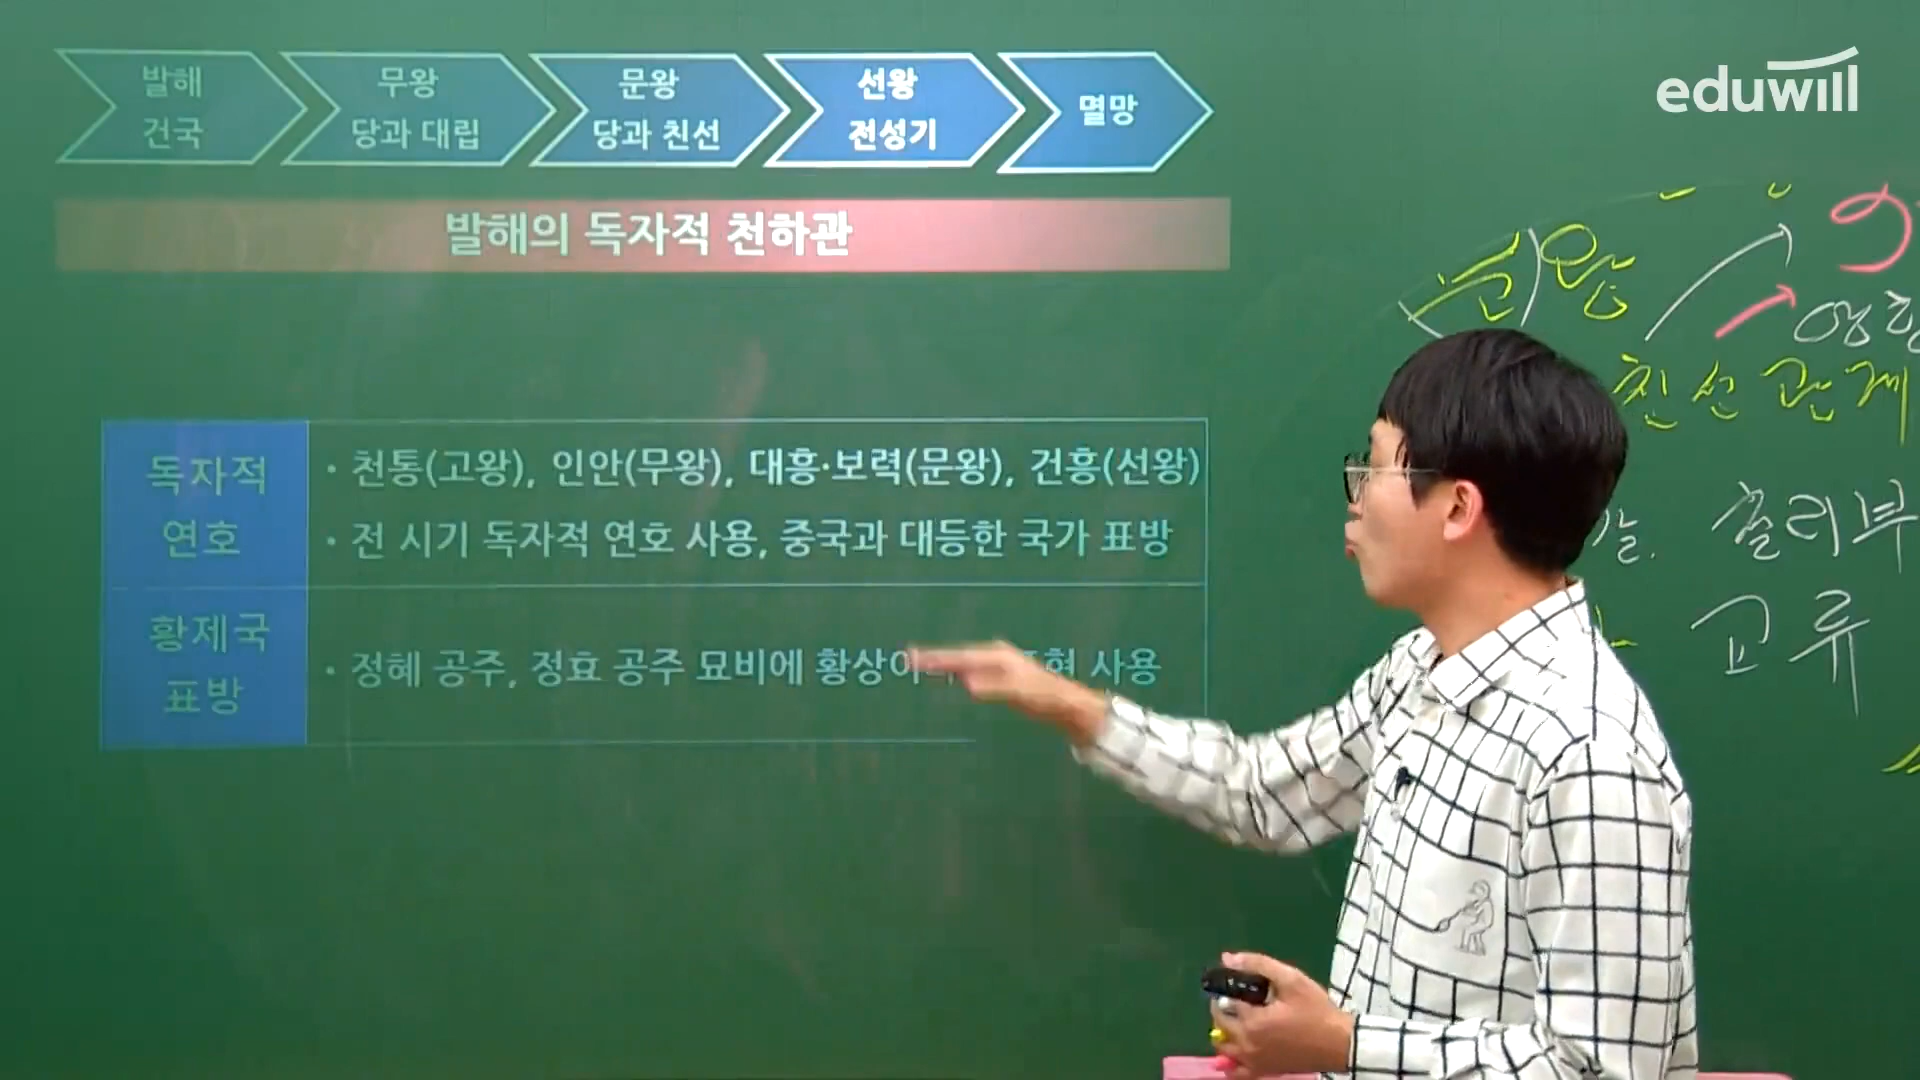 발해
건국
무왕
당과 대립
문왕
당과 친선
선왕
전성기
멸망
eduwill
발해의 독자적 천하관
독자적
연호
· 천통(고왕), 인안(무왕), 대흥·보력(문왕), 건흥(선왕)
· 전 시기 독자적 연호 사용, 중국과 대등한 국가 표방
황제국
표방
· 정혜 공주, 정효 공주 묘비에 황상이 사용
친선관계
고류